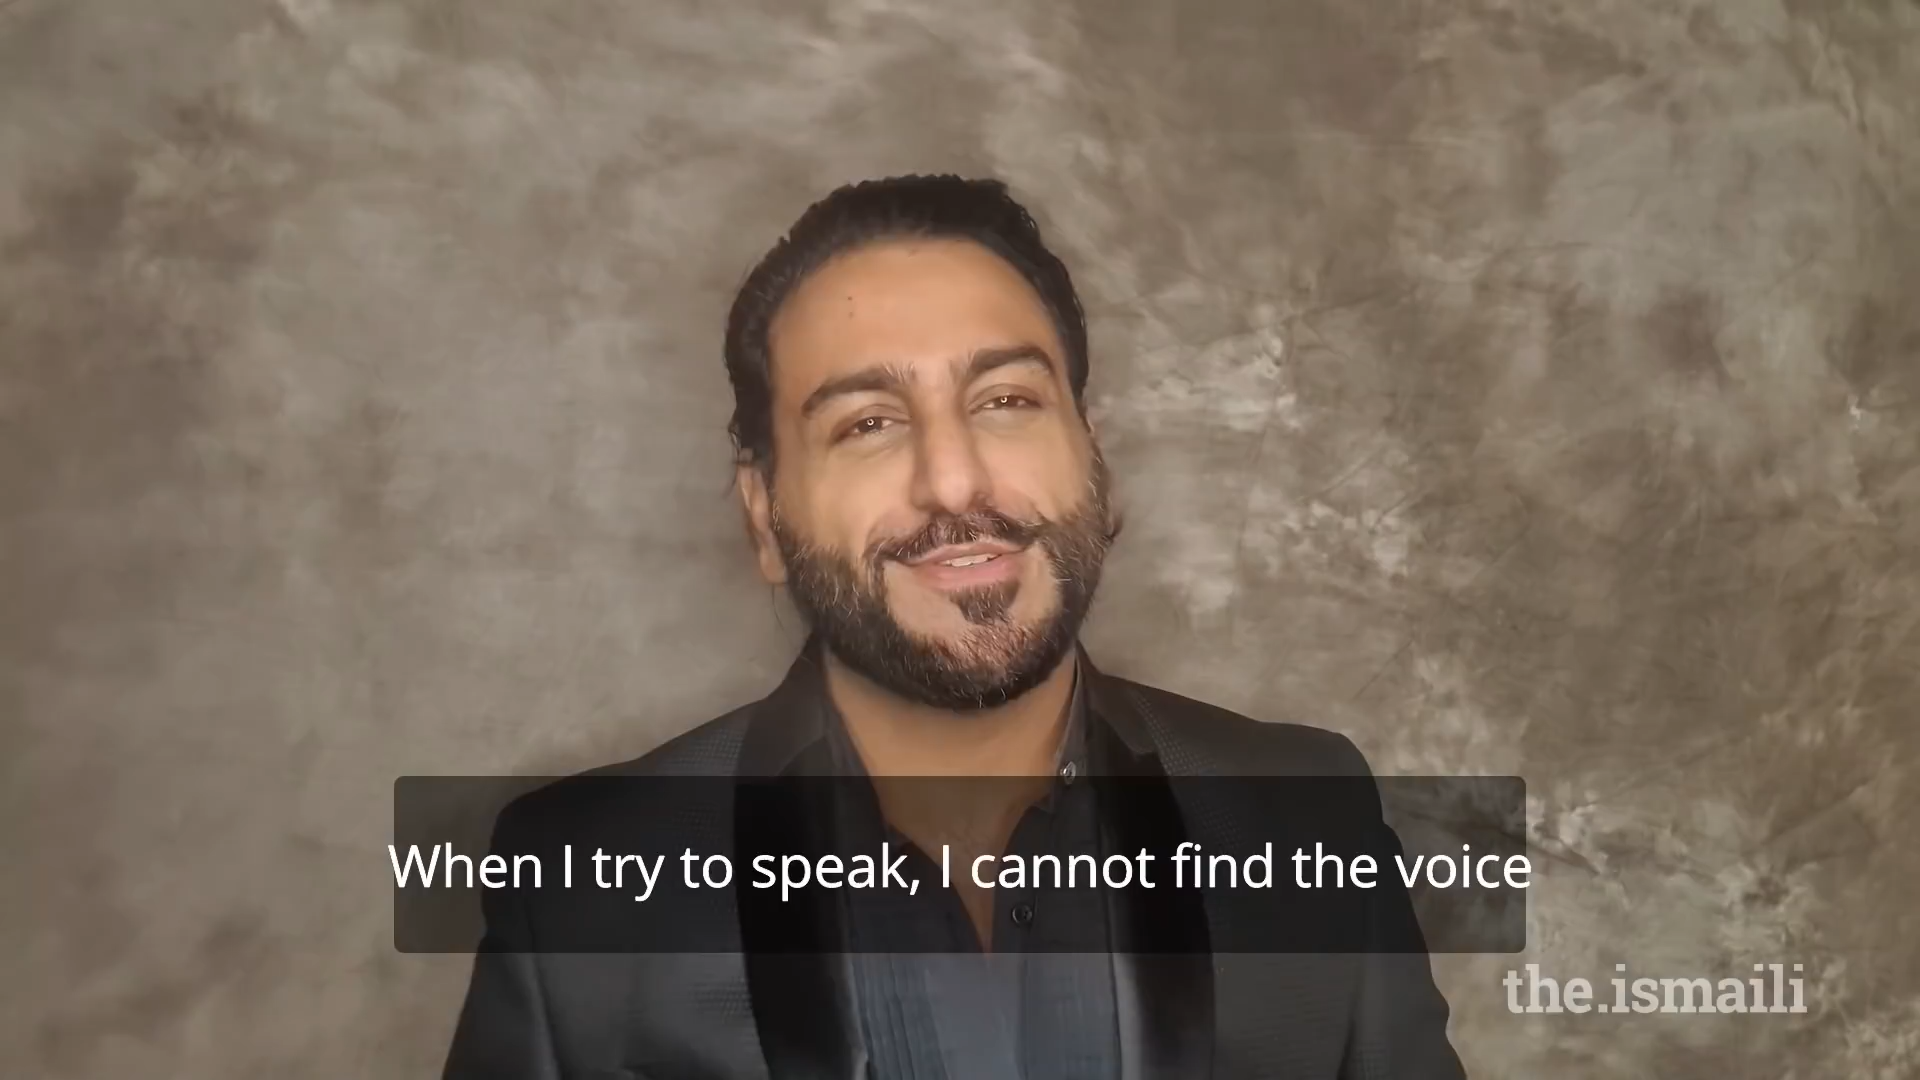 When I try to speak, I cannot find the voice
the.ismaili